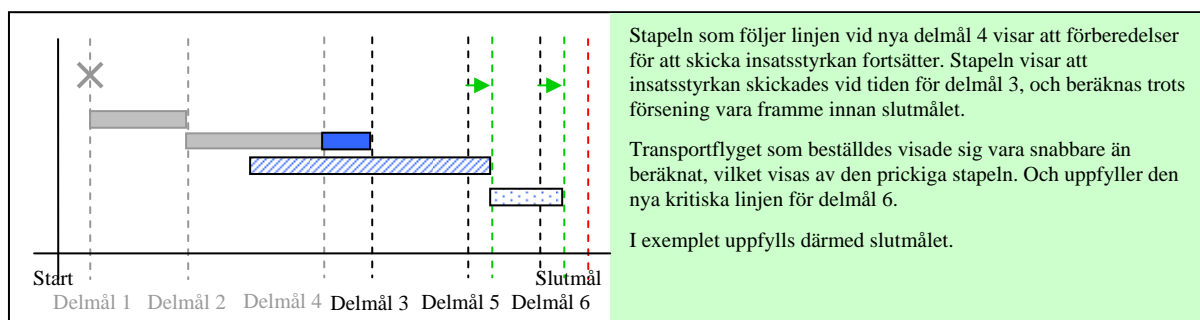 Stapeln som följer linjen vid nya delmål 4 visar att förberedelser
för att skicka insatsstyrkan fortsätter. Stapeln visar att
insatsstyrkan skickades vid tiden för delmål 3, och beräknas trots
försening vara framme innan slutmålet.
Transportflyget som beställdes visade sig vara snabbare än
beräknat, vilket visas av den prickiga stapeln. Och uppfyller den
nya kritiska linjen för delmål 6.
I exemplet uppfylls därmed slutmålet.
Start Slutmål
Delmål 1 Delmål 2 Delmål 4 Delmål 3 Delmål 5 Delmål 6